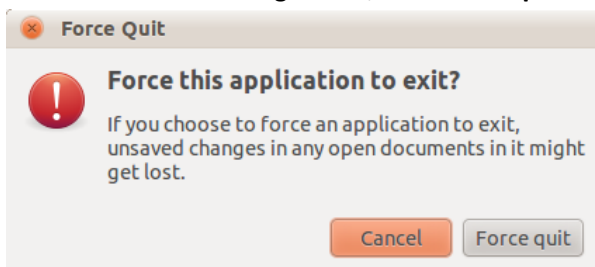 Force Quit
Force this application to exit?
If you choose to force an application to exit,
unsaved changes in any open documents in it might
get lost.
Cancel Force quit